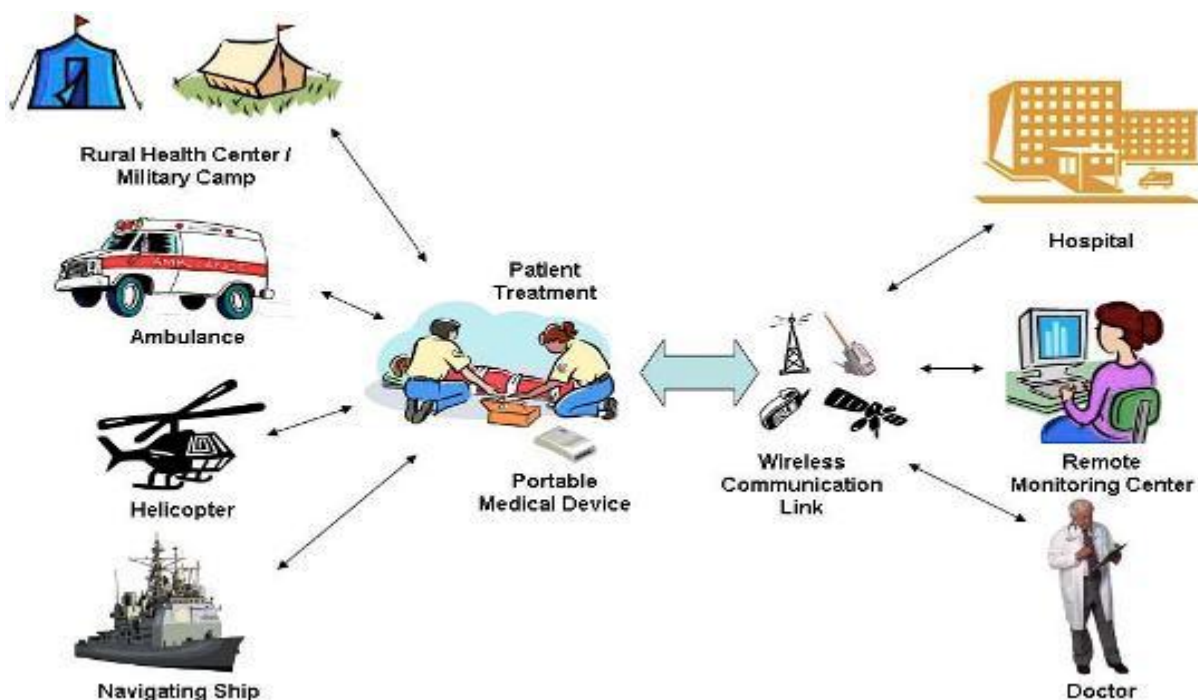 Rural Health Center /
Military Camp
AMBULANCE
Ambulance
Helicopter
Navigating Ship
Patient
Treatment
Portable
Medical Device
Wireless
Communication
Link
Hospital
Remote
Monitoring Center
Doctor